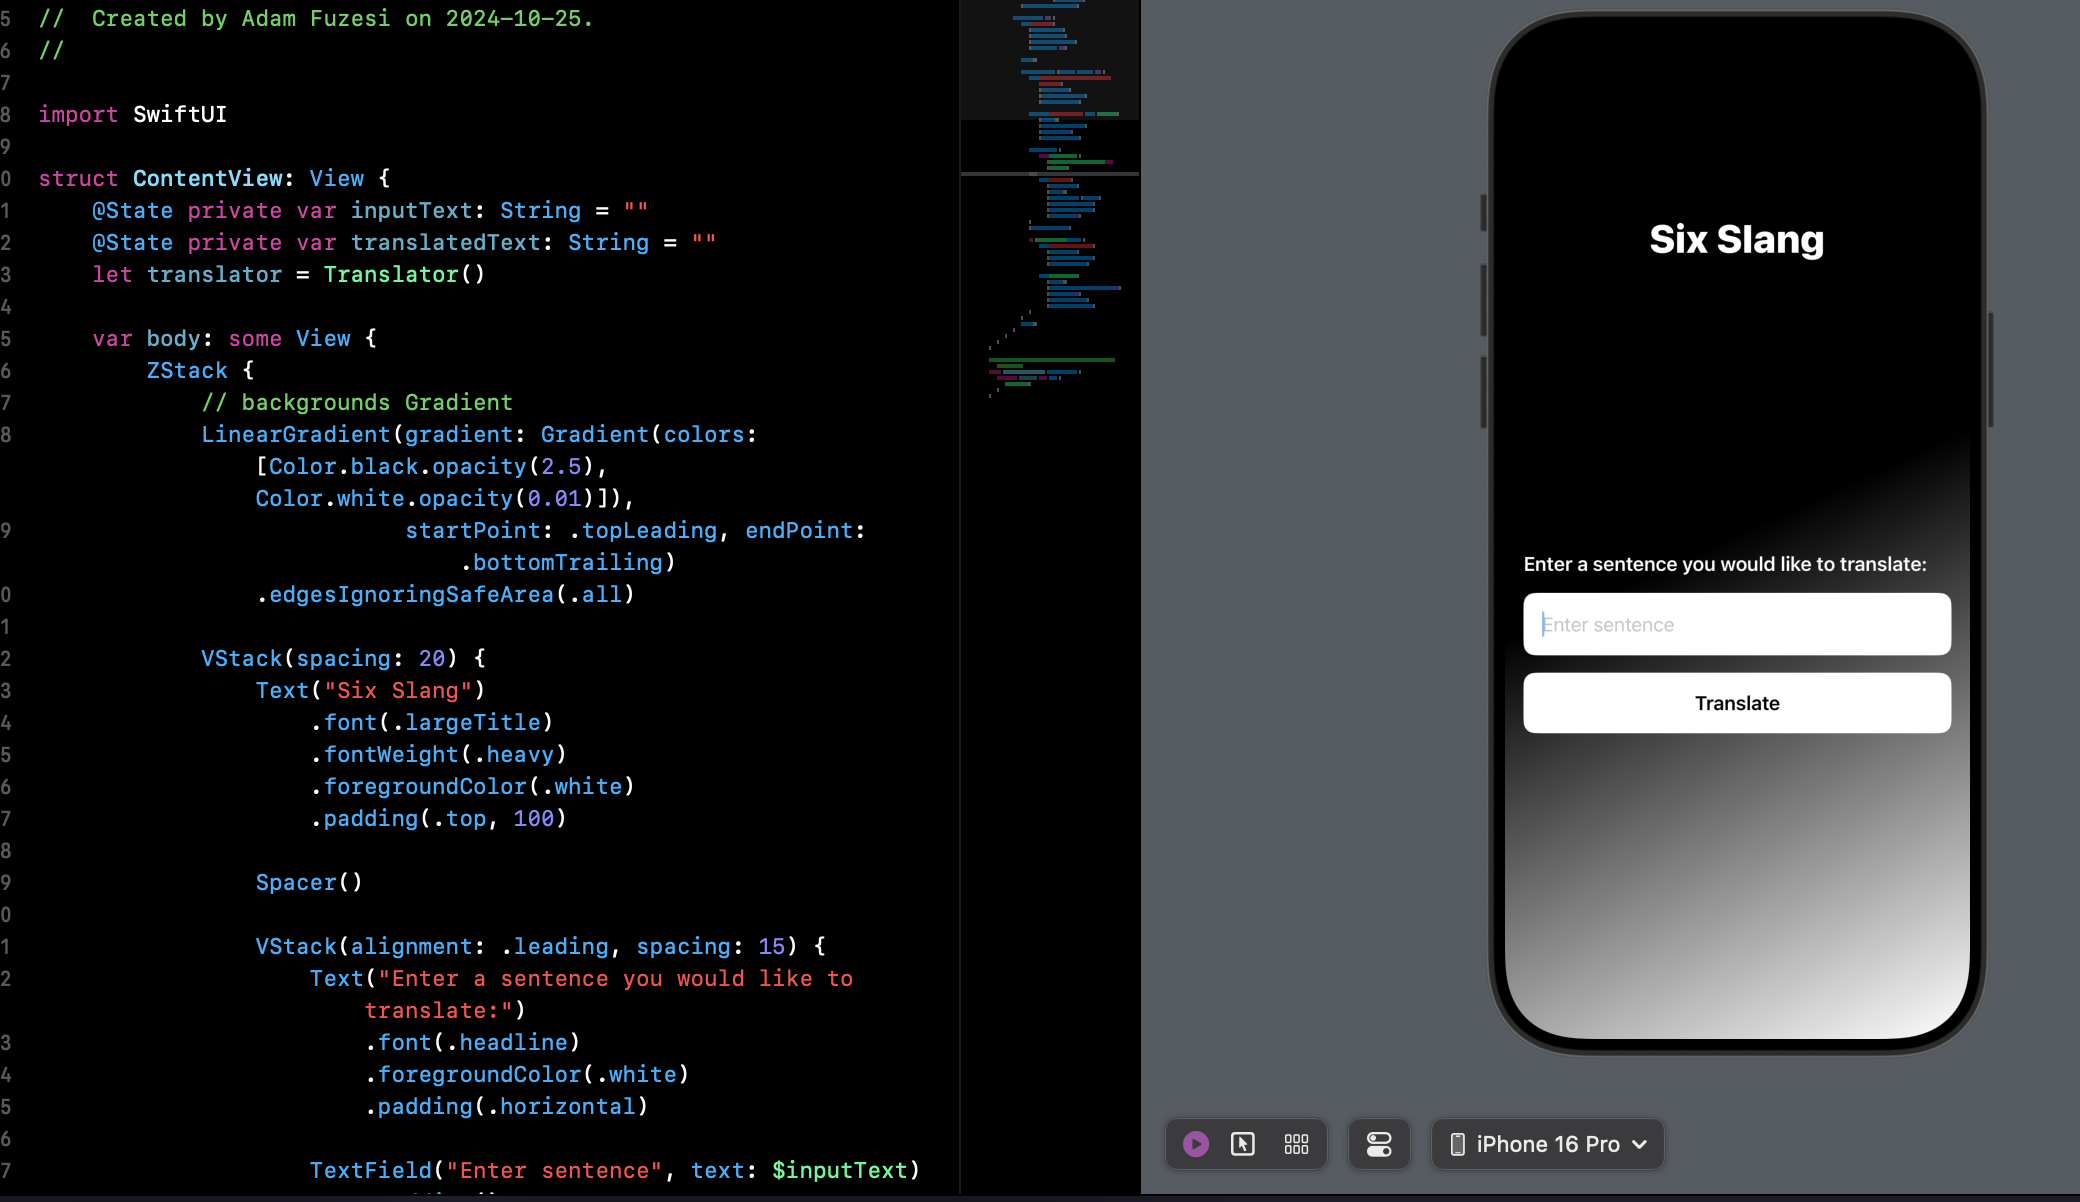 5 //  Created by Adam Fuzesi on 2024-10-25.
6 //
7
8 import SwiftUI
9
0 struct ContentView: View {
1     @State private var inputText: String = ""
2     @State private var translatedText: String = ""
3     let translator = Translator()
4
5     var body: some View {
6         ZStack {
7             // backgrounds Gradient
8             LinearGradient(gradient: Gradient(colors:
                [Color.black.opacity(2.5),
                Color.white.opacity(0.01)]),
9                            startPoint: .topLeading, endPoint:
                               .bottomTrailing)
0                 .edgesIgnoringSafeArea(.all)
1
2             VStack(spacing: 20) {
3                 Text("Six Slang")
4                     .font(.largeTitle)
5                     .fontWeight(.heavy)
6                     .foregroundColor(.white)
7                     .padding(.top, 100)
8
9                 Spacer()
0
1                 VStack(alignment: .leading, spacing: 15) {
2                     Text("Enter a sentence you would like to
                        translate:")
3                         .font(.headline)
4                         .foregroundColor(.white)
5                         .padding(.horizontal)
6
7                     TextField("Enter sentence", text: $inputText)
Six Slang
Enter a sentence you would like to translate:
Enter sentence
Translate
iPhone 16 Pro